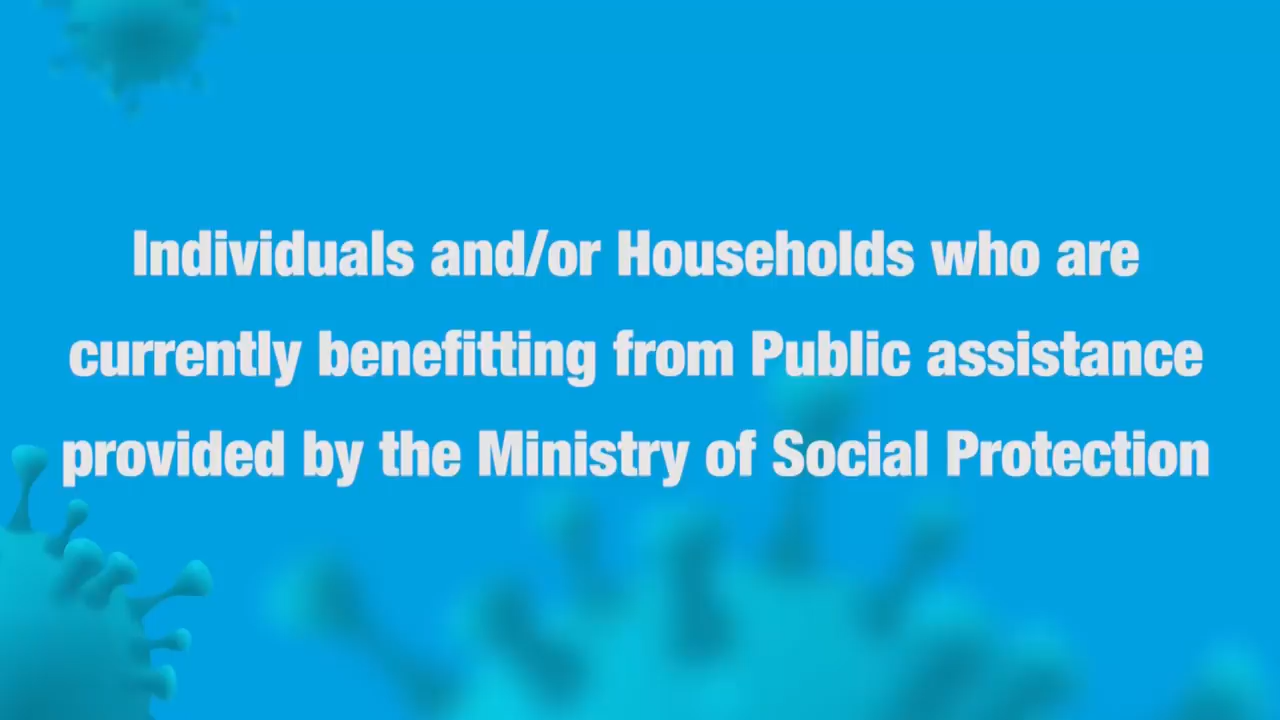 Individuals and/or Households who are
currently benefitting from Public assistance
provided by the Ministry of Social Protection